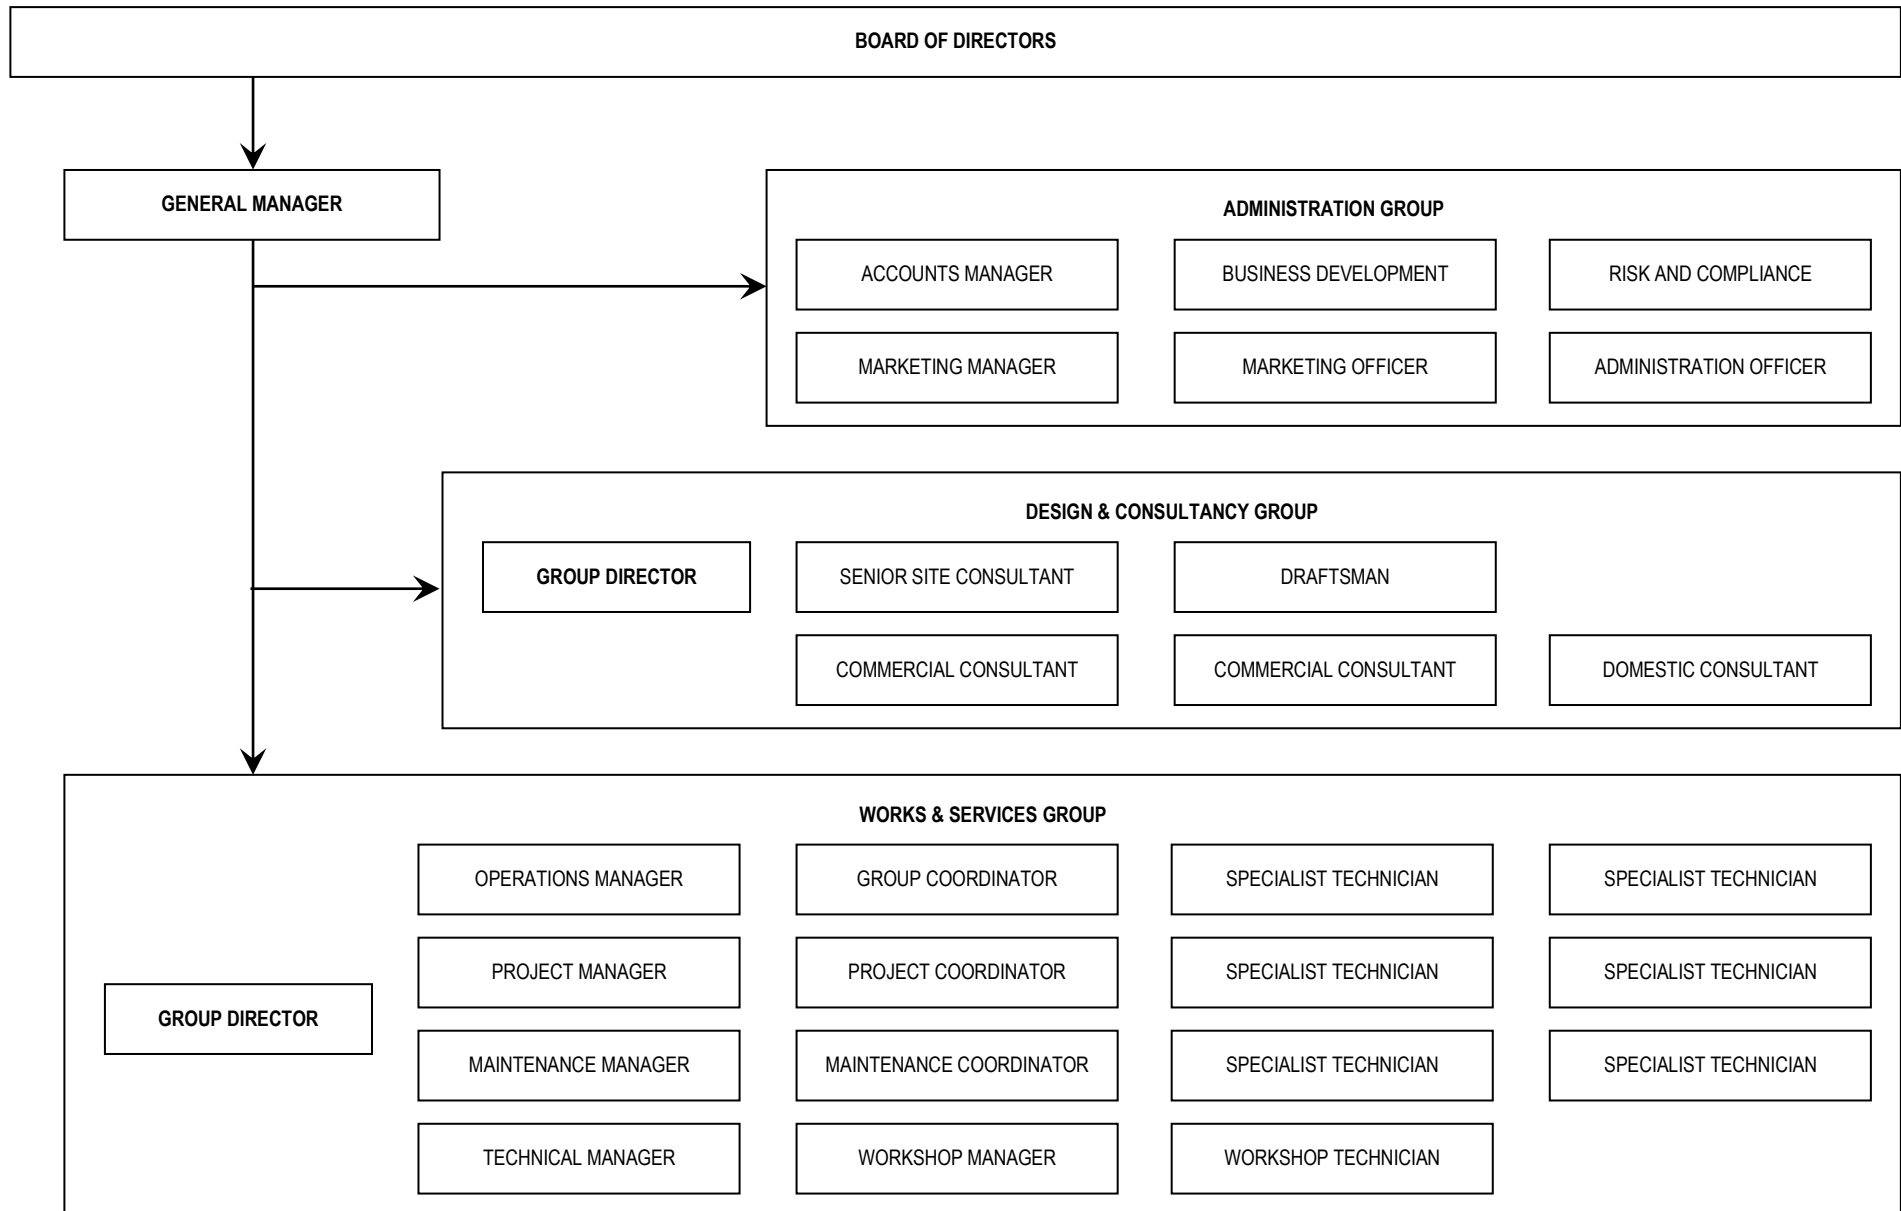 BOARD OF DIRECTORS
GENERAL MANAGER
ADMINISTRATION GROUP
ACCOUNTS MANAGER
BUSINESS DEVELOPMENT
RISK AND COMPLIANCE
MARKETING MANAGER
MARKETING OFFICER
ADMINISTRATION OFFICER
DESIGN & CONSULTANCY GROUP
GROUP DIRECTOR
SENIOR SITE CONSULTANT
DRAFTSMAN
COMMERCIAL CONSULTANT
COMMERCIAL CONSULTANT
DOMESTIC CONSULTANT
WORKS & SERVICES GROUP
GROUP DIRECTOR
OPERATIONS MANAGER
GROUP COORDINATOR
SPECIALIST TECHNICIAN
SPECIALIST TECHNICIAN
PROJECT MANAGER
PROJECT COORDINATOR
SPECIALIST TECHNICIAN
SPECIALIST TECHNICIAN
MAINTENANCE MANAGER
MAINTENANCE COORDINATOR
SPECIALIST TECHNICIAN
SPECIALIST TECHNICIAN
TECHNICAL MANAGER
WORKSHOP MANAGER
WORKSHOP TECHNICIAN